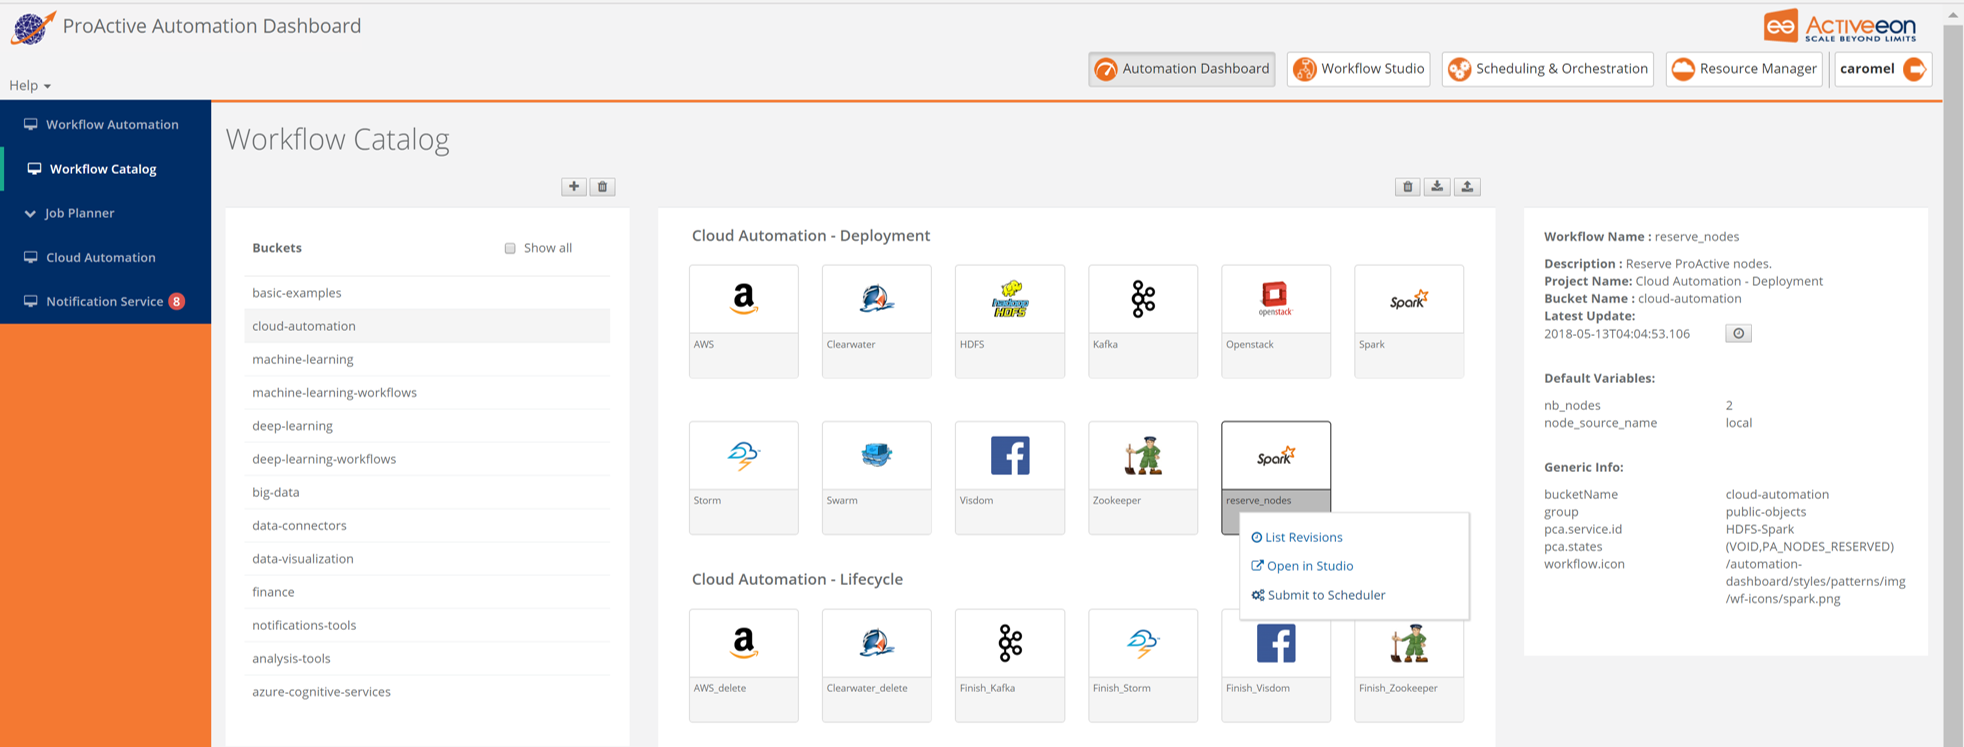 ProActive Automation Dashboard
Activeeon
SCALE BEYOND LIMITS
Automation Dashboard
Workflow Studio
Scheduling & Orchestration
Resource Manager
caromel
Help
Workflow Automation
Workflow Catalog
Job Planner
Cloud Automation
Notification Service 8
Workflow Catalog
Buckets
Show all
basic-examples
cloud-automation
machine-learning
machine-learning-workflows
deep-learning
deep-learning-workflows
big-data
data-connectors
data-visualization
finance
notifications-tools
analysis-tools
azure-cognitive-services
Cloud Automation - Deployment
a
hadoop
HDFS
openstack
Spark
AWS
Clearwater
HDFS
Kafka
Openstack
Spark
f
Spark
Storm
Swarm
Visdom
Zookeeper
reserve_nodes
List Revisions
Open in Studio
Submit to Scheduler
Cloud Automation - Lifecycle
a
f
AWS_delete
Clearwater_delete
Finish_Kafka
Finish_Storm
Finish_Visdom
Finish_Zookeeper
Workflow Name : reserve_nodes
Description : Reserve ProActive nodes.
Project Name: Cloud Automation - Deployment
Bucket Name : cloud-automation
Latest Update:
2018-05-13T04:04:53.106
Default Variables:
nb_nodes 2
node_source_name local
Generic Info:
bucketName cloud-automation
group public-objects
pca.service.id HDFS-Spark
pca.states (VOID,PA_NODES_RESERVED)
workflow.icon /automation-
dashboard/styles/patterns/img
/wf-icons/spark.png